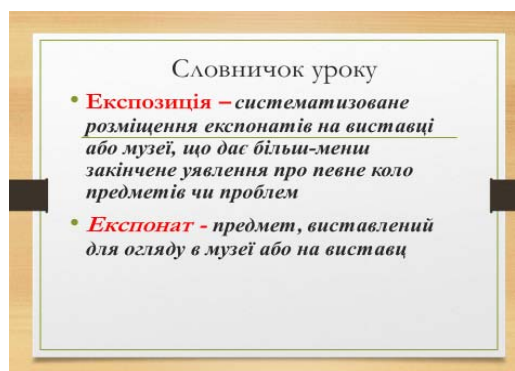 Словничок уроку
• Експозиція – систематизоване
розміщення експонатів на виставці
або музеї, що дає більш-менш
закінчене уявлення про певне коло
предметів чи проблем
• Експонат - предмет, виставлений
для огляду в музеї або на виставц